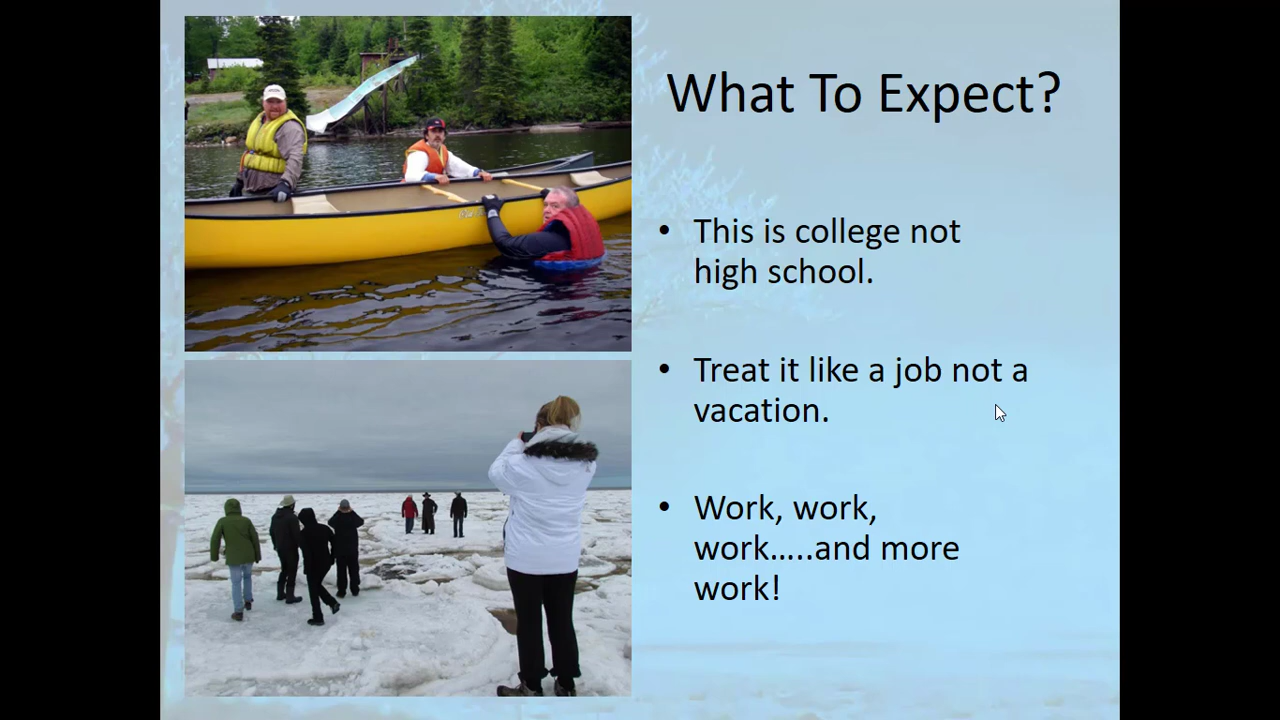 What To Expect?
• This is college not
high school.
• Treat it like a job not a
vacation.
• Work, work,
work…..and more
work!